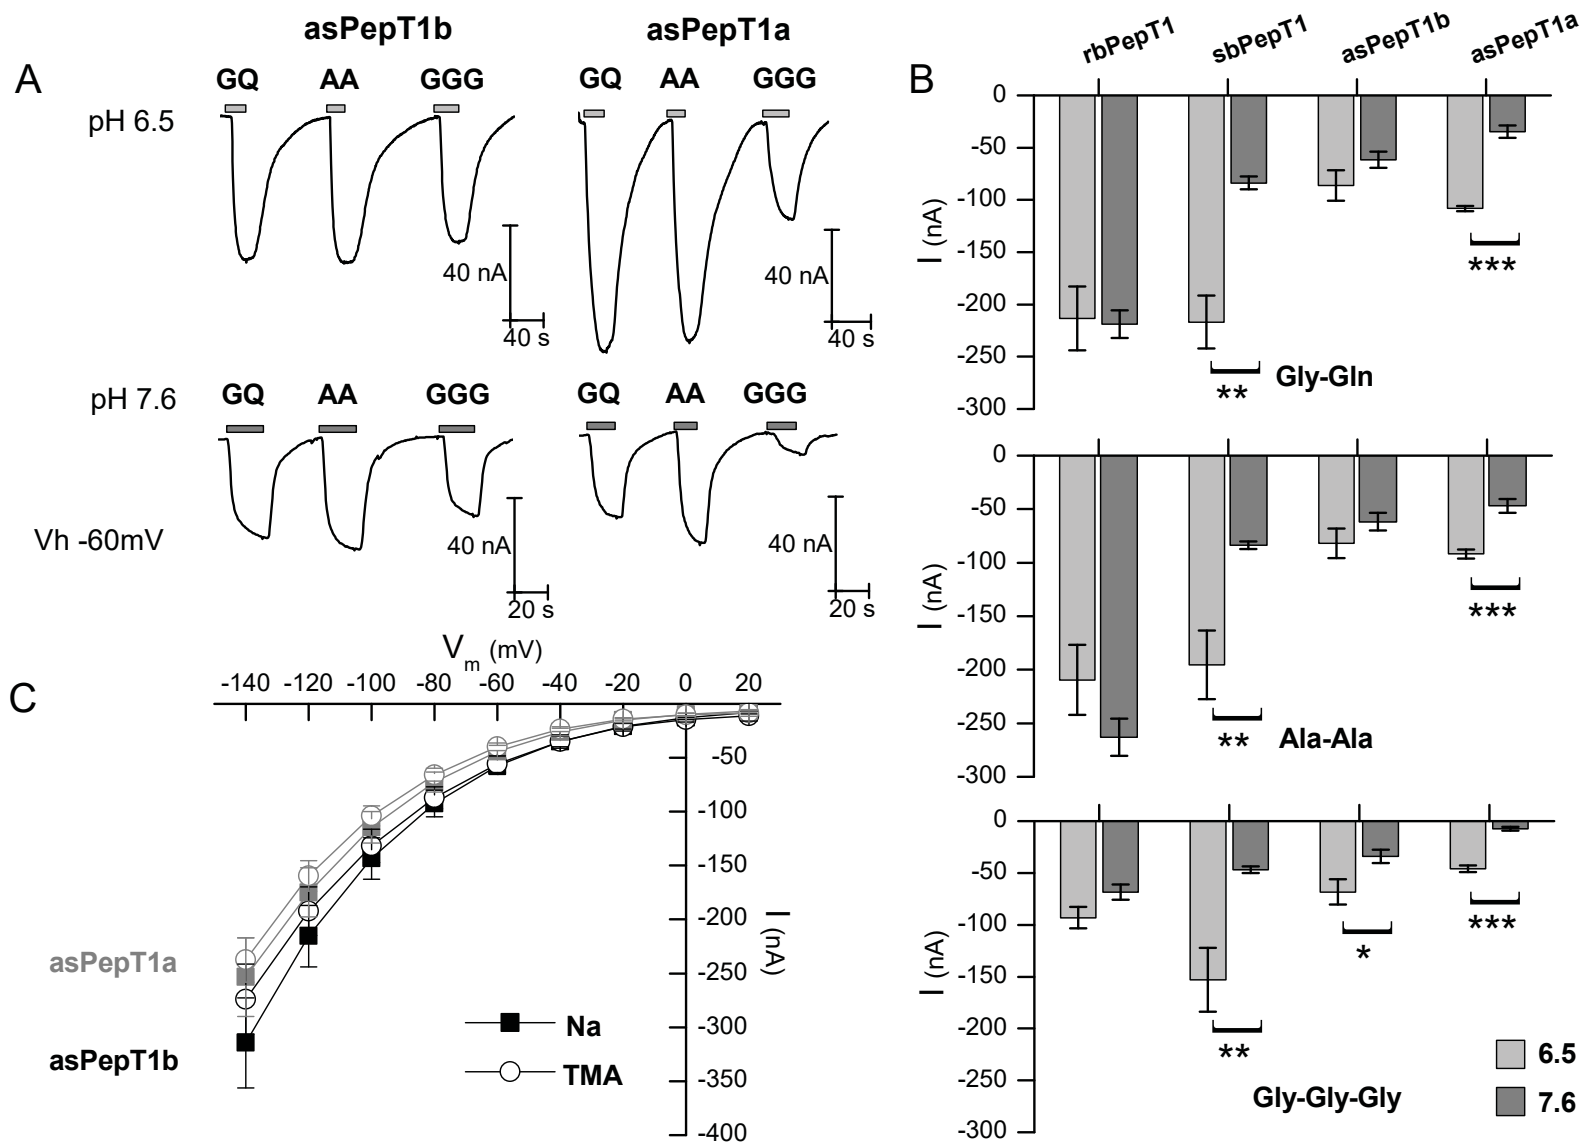 asPepT1b
asPepT1a
A
GQ AA GGG
GQ AA GGG
pH 6.5
40 nA
40 s
40 nA
40 s
pH 7.6
GQ AA GGG
GQ AA GGG
Vh -60mV
40 nA
20 s
40 nA
20 s
B
rbPepT1
sbPepT1
asPepT1b
asPepT1a
0
-50
-100
-150
-200
-250
-300
I (nA)
***
**
Gly-Gln
0
-50
-100
-150
-200
-250
-300
I (nA)
***
**
Ala-Ala
0
-50
-100
-150
-200
-250
-300
I (nA)
***
*
**
Gly-Gly-Gly
6.5
7.6
C
Vm (mV)
-140 -120 -100 -80 -60 -40 -20 0 20
-50
-100
-150
-200
-250
-300
-350
-400
I (nA)
asPepT1a
asPepT1b
Na
TMA